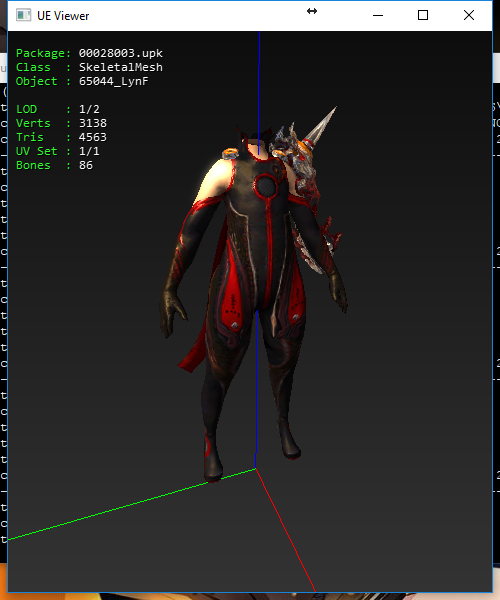 UE Viewer
Package: 00028003.upk
Class : SkeletalMesh
Object : 65044_LynF
LOD : 1/2
Verts : 3138
Tris : 4563
UV Set : 1/1
Bones : 86